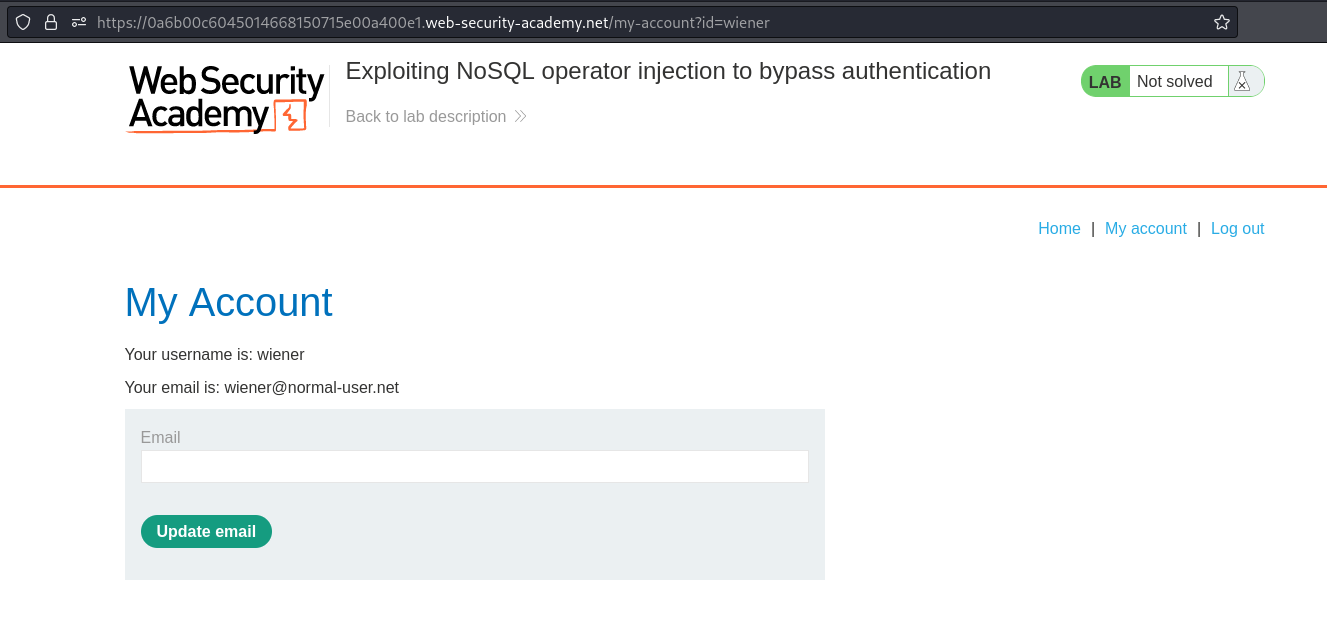 https://0a6b00c6045014668150715e00a400e1.web-security-academy.net/my-account?id=wiener
Web Security
Academy
Exploiting NoSQL operator injection to bypass authentication
Back to lab description
LAB Not solved
Home | My account | Log out
My Account
Your username is: wiener
Your email is: wiener@normal-user.net
Email
Update email